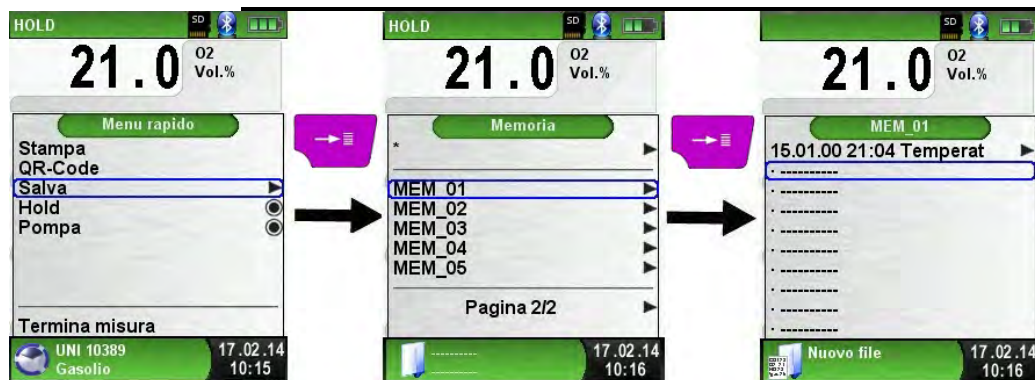 HOLD
SD
21.0
O2
Vol.%
Menu rapido
Stampa
QR-Code
Salva
Hold
Pompa
Termina misura
UNI 10389
Gasolio
17.02.14
10:15
HOLD
SD
21.0
O2
Vol.%
Memoria
*
MEM_01
MEM_02
MEM_03
MEM_04
MEM_05
Pagina 2/2
----------
----------
17.02.14
10:16
SD
21.0
O2
Vol.%
MEM_01
15.01.00 21:04 Temperat
· ----------
· ----------
· ----------
· ----------
· ----------
· ----------
· ----------
· ----------
· ----------
Nuovo file
17.02.14
10:16